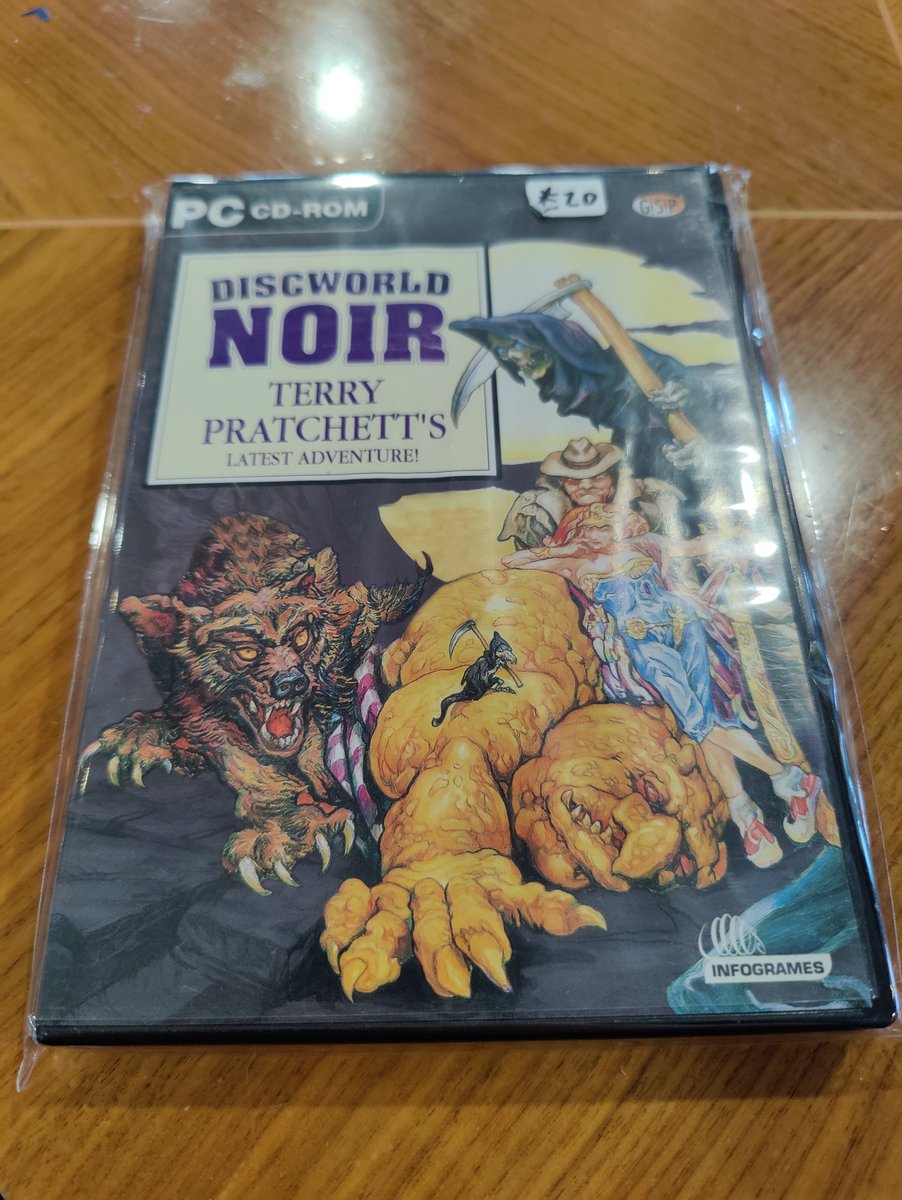 PC CD-ROM
£20
GSP
DISCWORLD
NOIR
TERRY
PRATCHETT'S
LATEST ADVENTURE!
INFOGRAMES